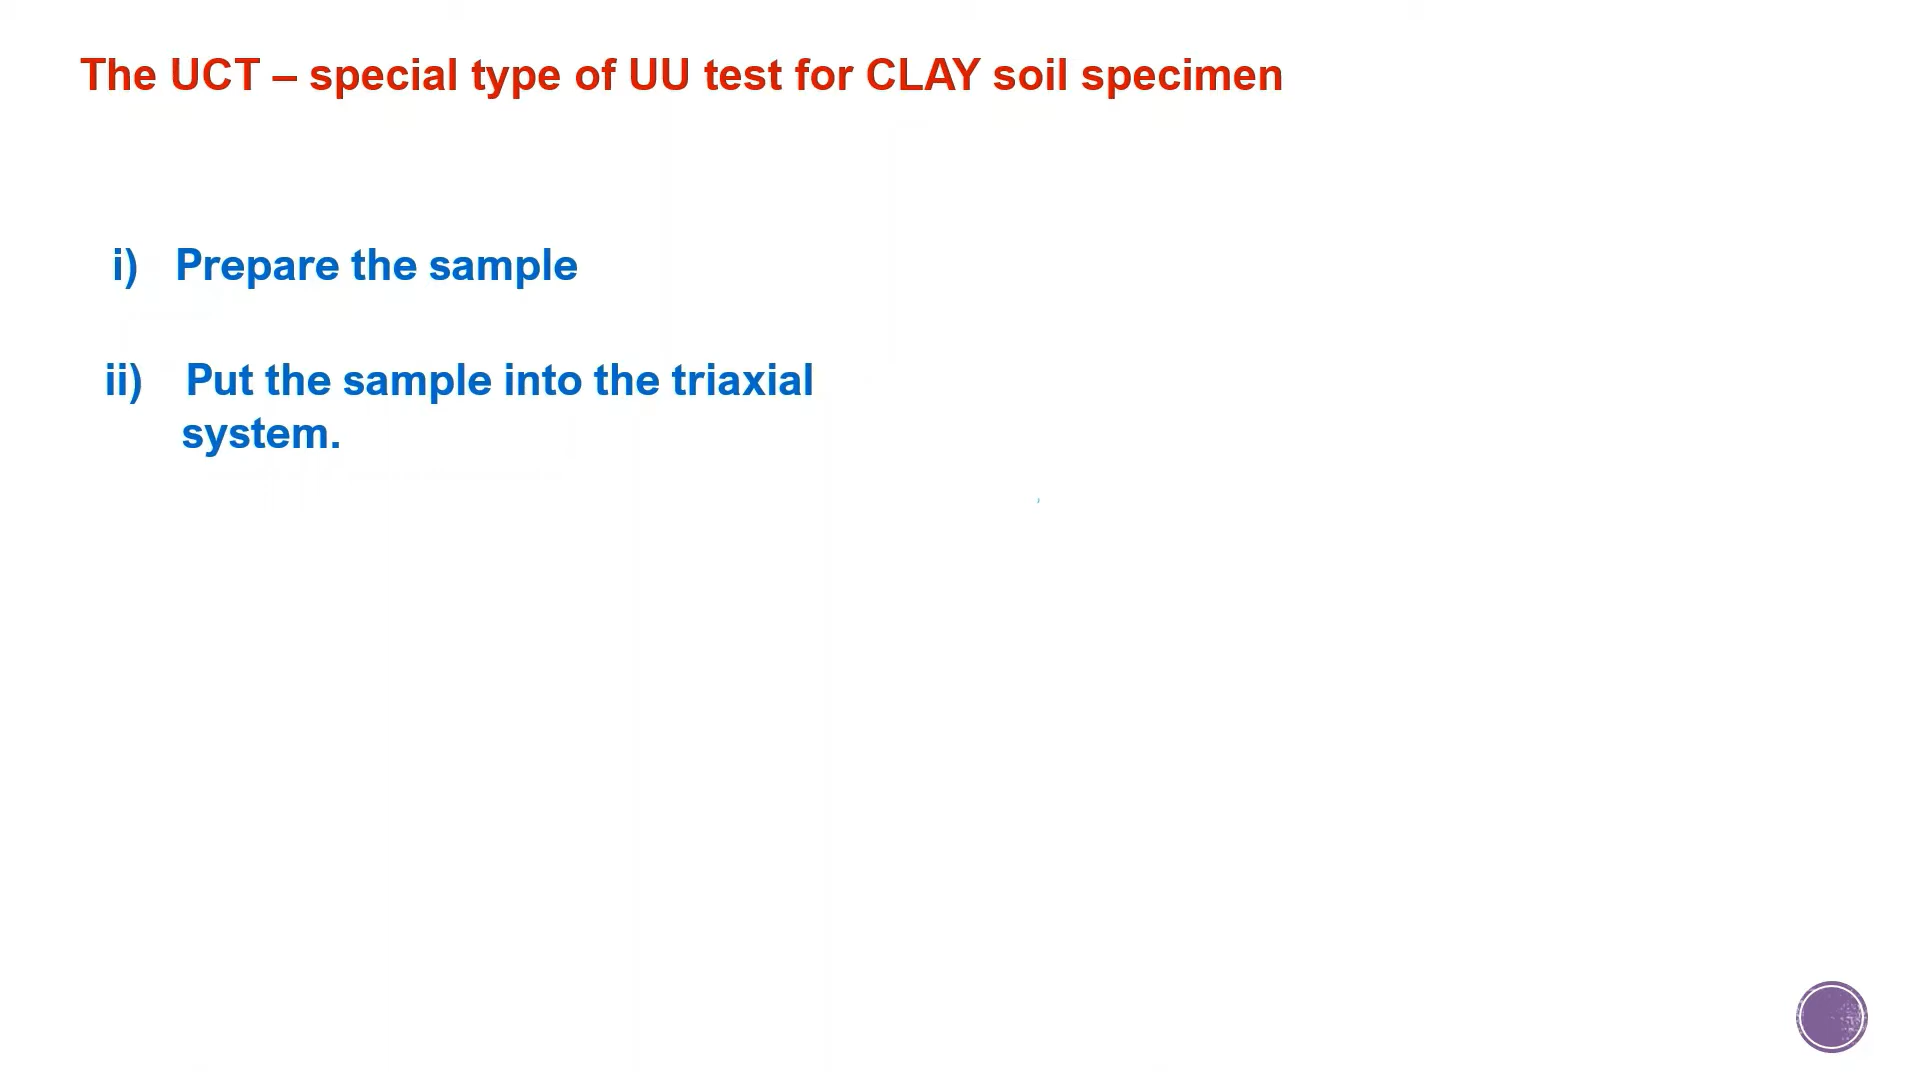 The UCT – special type of UU test for CLAY soil specimen
i) Prepare the sample
ii) Put the sample into the triaxial
system.